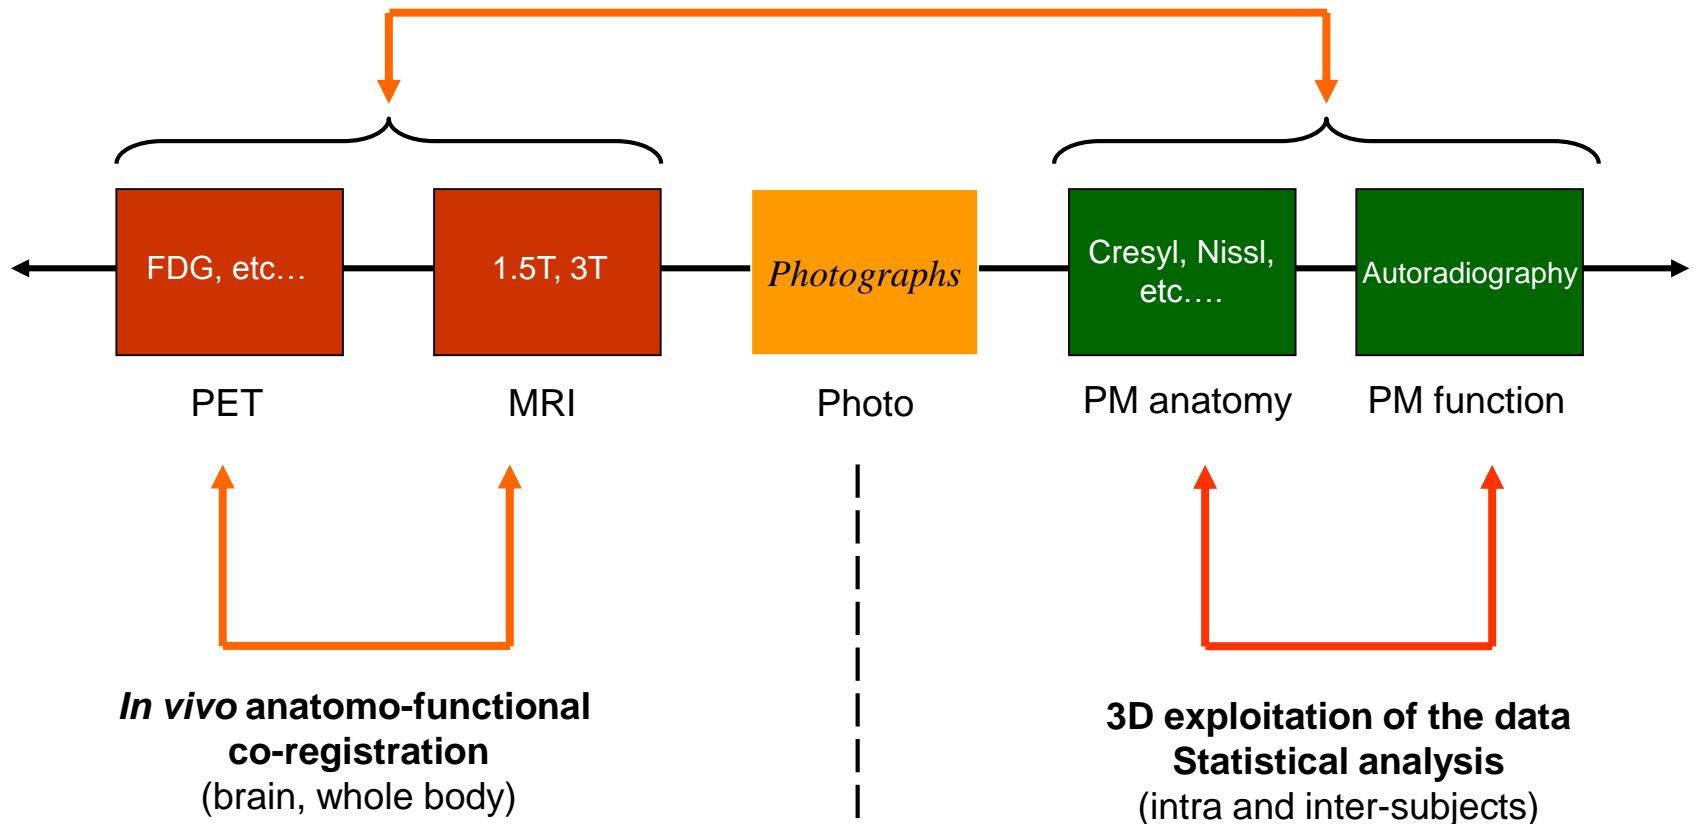 FDG, etc…
1.5T, 3T
Photographs
Cresyl, Nissl,
etc….
Autoradiography
PET
MRI
Photo
PM anatomy
PM function
In vivo anatomo-functional
co-registration
(brain, whole body)
3D exploitation of the data
Statistical analysis
(intra and inter-subjects)